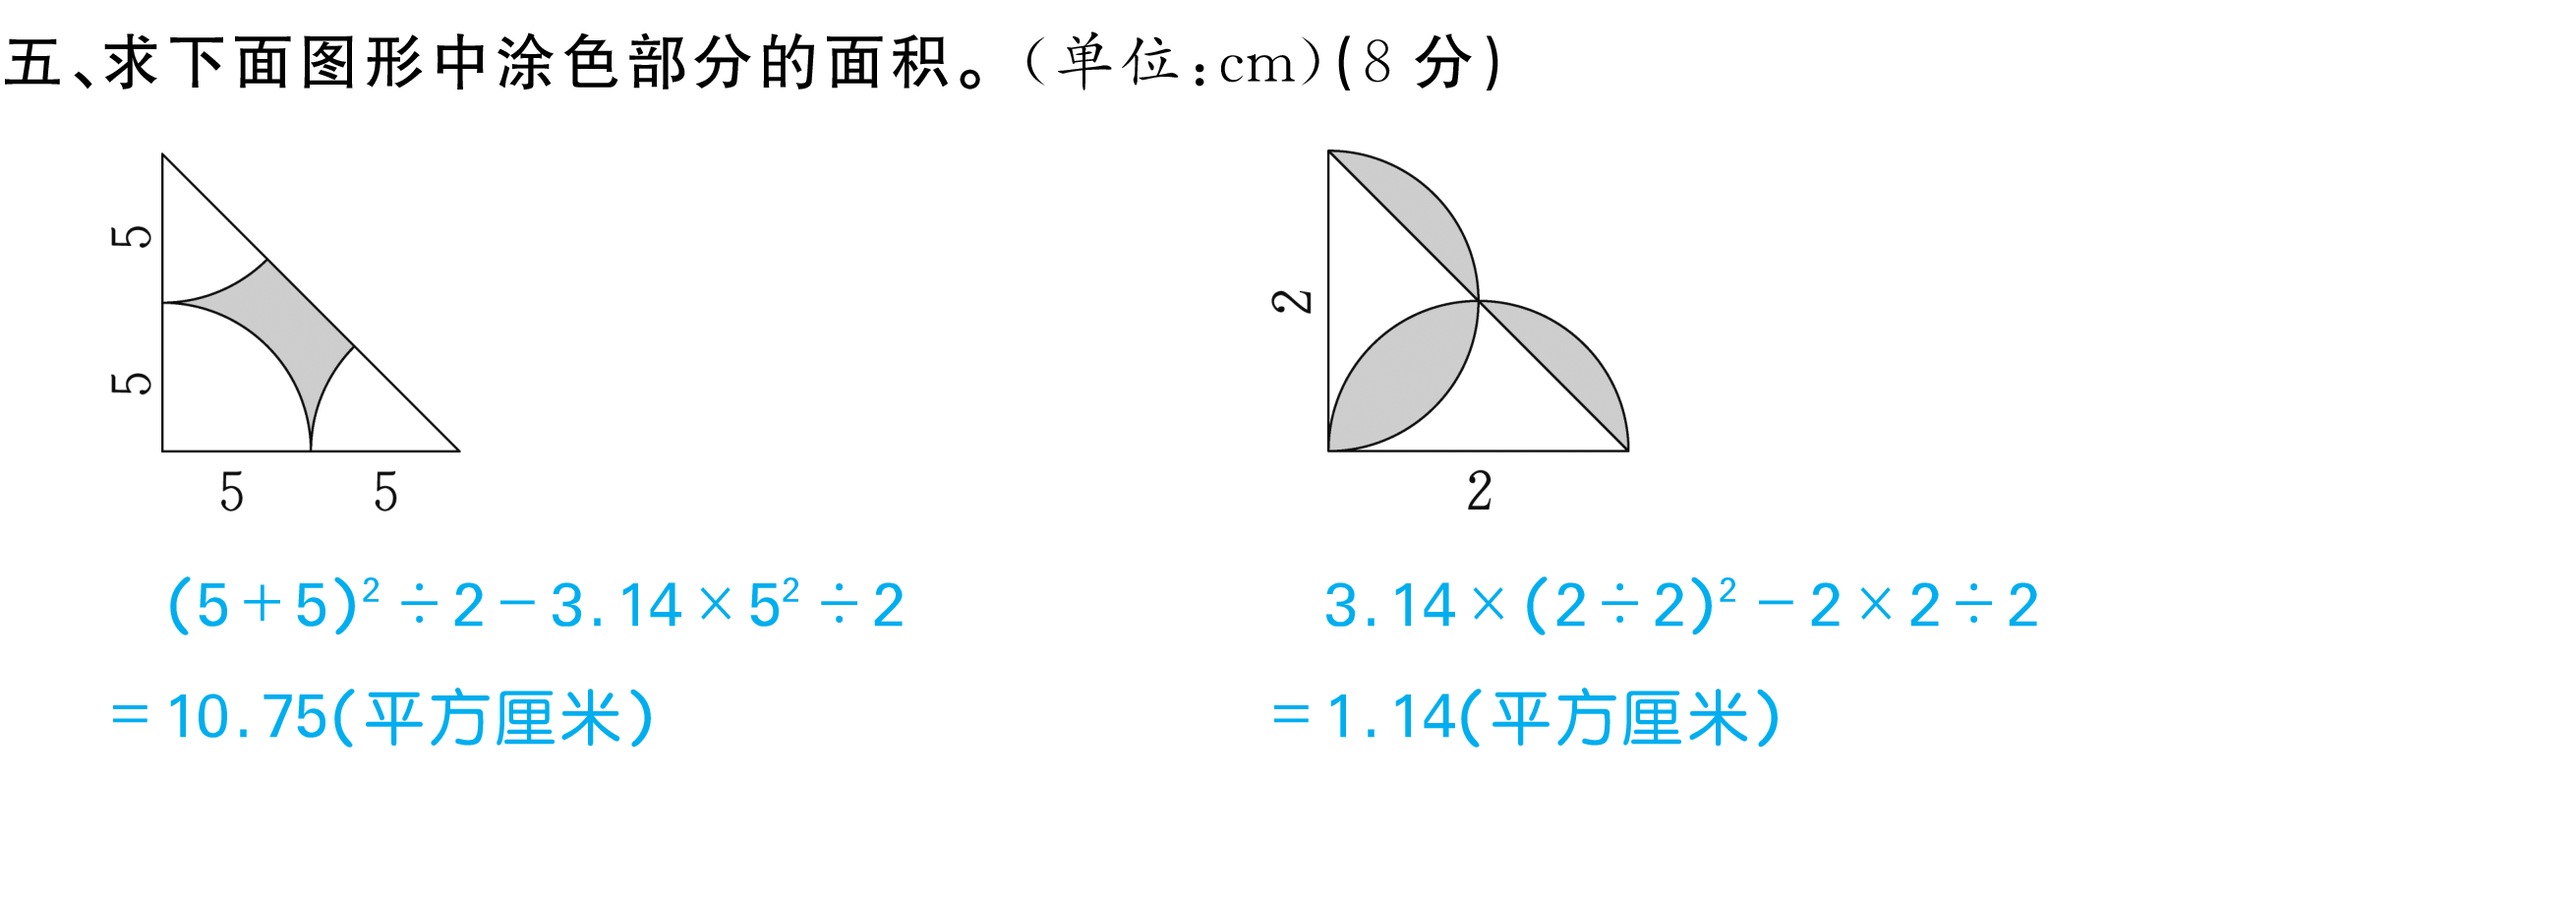 五、求下面图形中涂色部分的面积。(单位:cm)(8 分)
5
5
5 5
2
2
(5+5)²÷2-3.14×5²÷2
=10.75(平方厘米)
3.14×(2÷2)²-2×2÷2
=1.14(平方厘米)